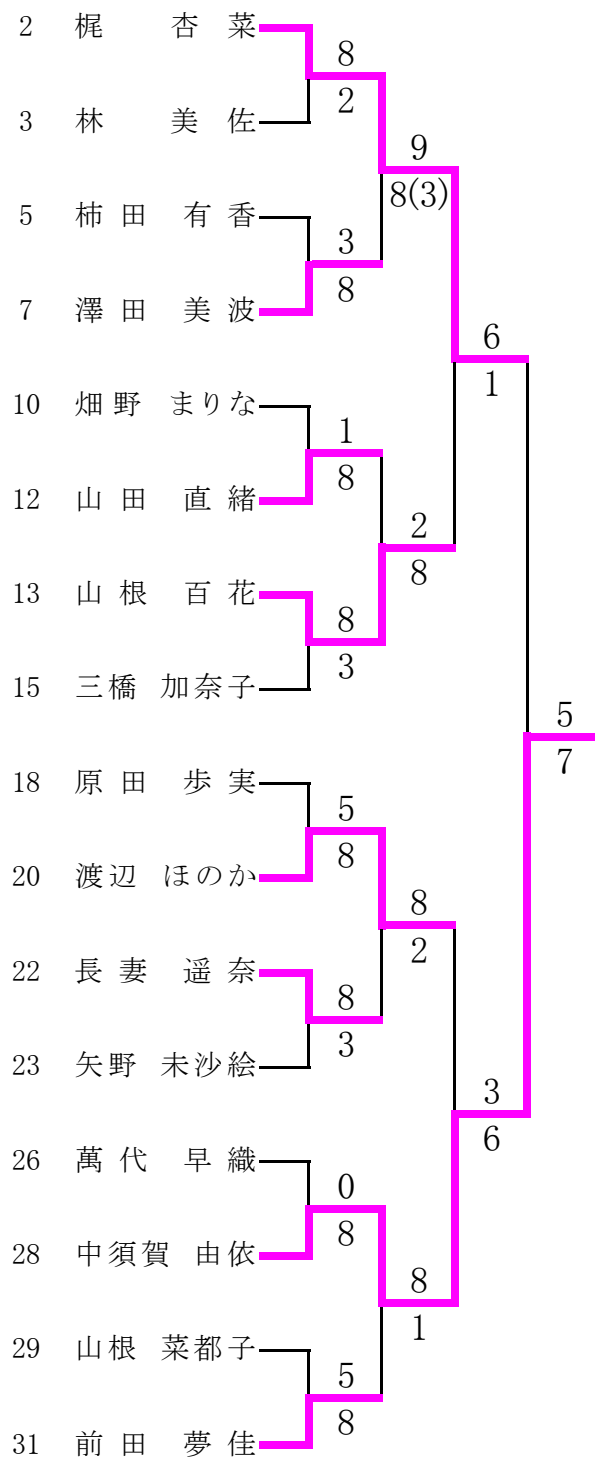 2 梶 杏 菜
8
2
3 林 美 佐
9
8(3)
5 柿 田 有 香
3
8
7 澤 田 美 波
6
1
10 畑 野 まりな
1
8
12 山 田 直 緒
2
8
13 山 根 百 花
8
3
15 三橋 加奈子
5
7
18 原 田 歩 実
5
8
20 渡辺 ほのか
8
2
22 長 妻 遥 奈
8
3
23 矢野 未沙絵
3
6
26 萬 代 早 織
0
8
28 中須賀 由依
8
1
29 山根 菜都子
5
8
31 前 田 夢 佳